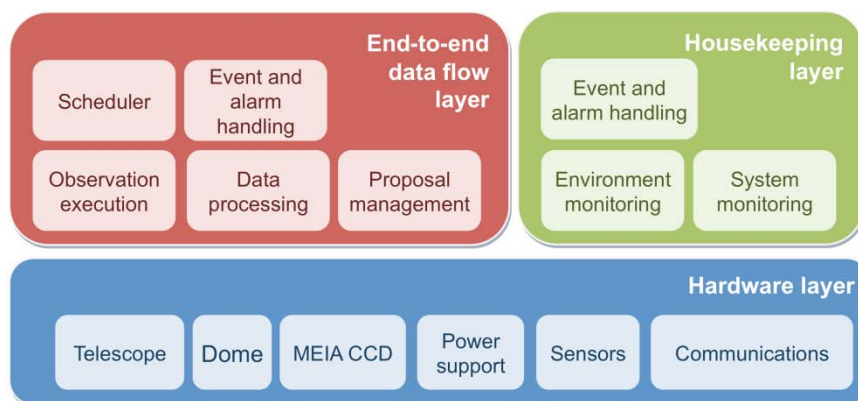 End-to-end
data flow
layer
Scheduler
Event and
alarm
handling
Observation
execution
Data
processing
Proposal
management
Housekeeping
layer
Event and
alarm handling
Environment
monitoring
System
monitoring
Hardware layer
Telescope
Dome
MEIA CCD
Power
support
Sensors
Communications